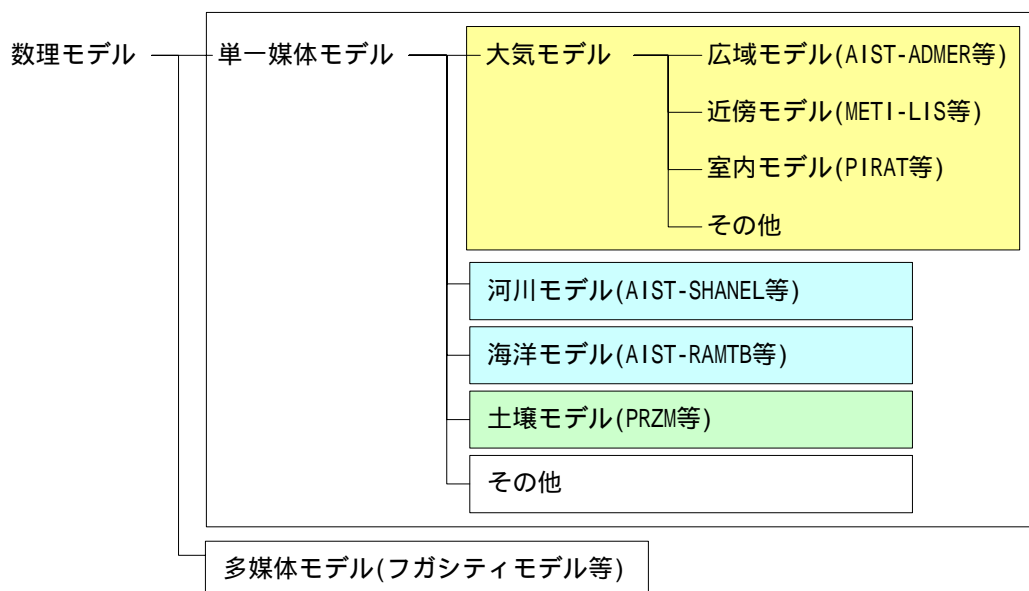 数理モデル
単一媒体モデル
大気モデル
広域モデル(AIST-ADMER等)
近傍モデル(METI-LIS等)
室内モデル(PIRAT等)
その他
河川モデル(AIST-SHANEL等)
海洋モデル(AIST-RAMTB等)
土壌モデル(PRZM等)
その他
多媒体モデル(フガシティモデル等)